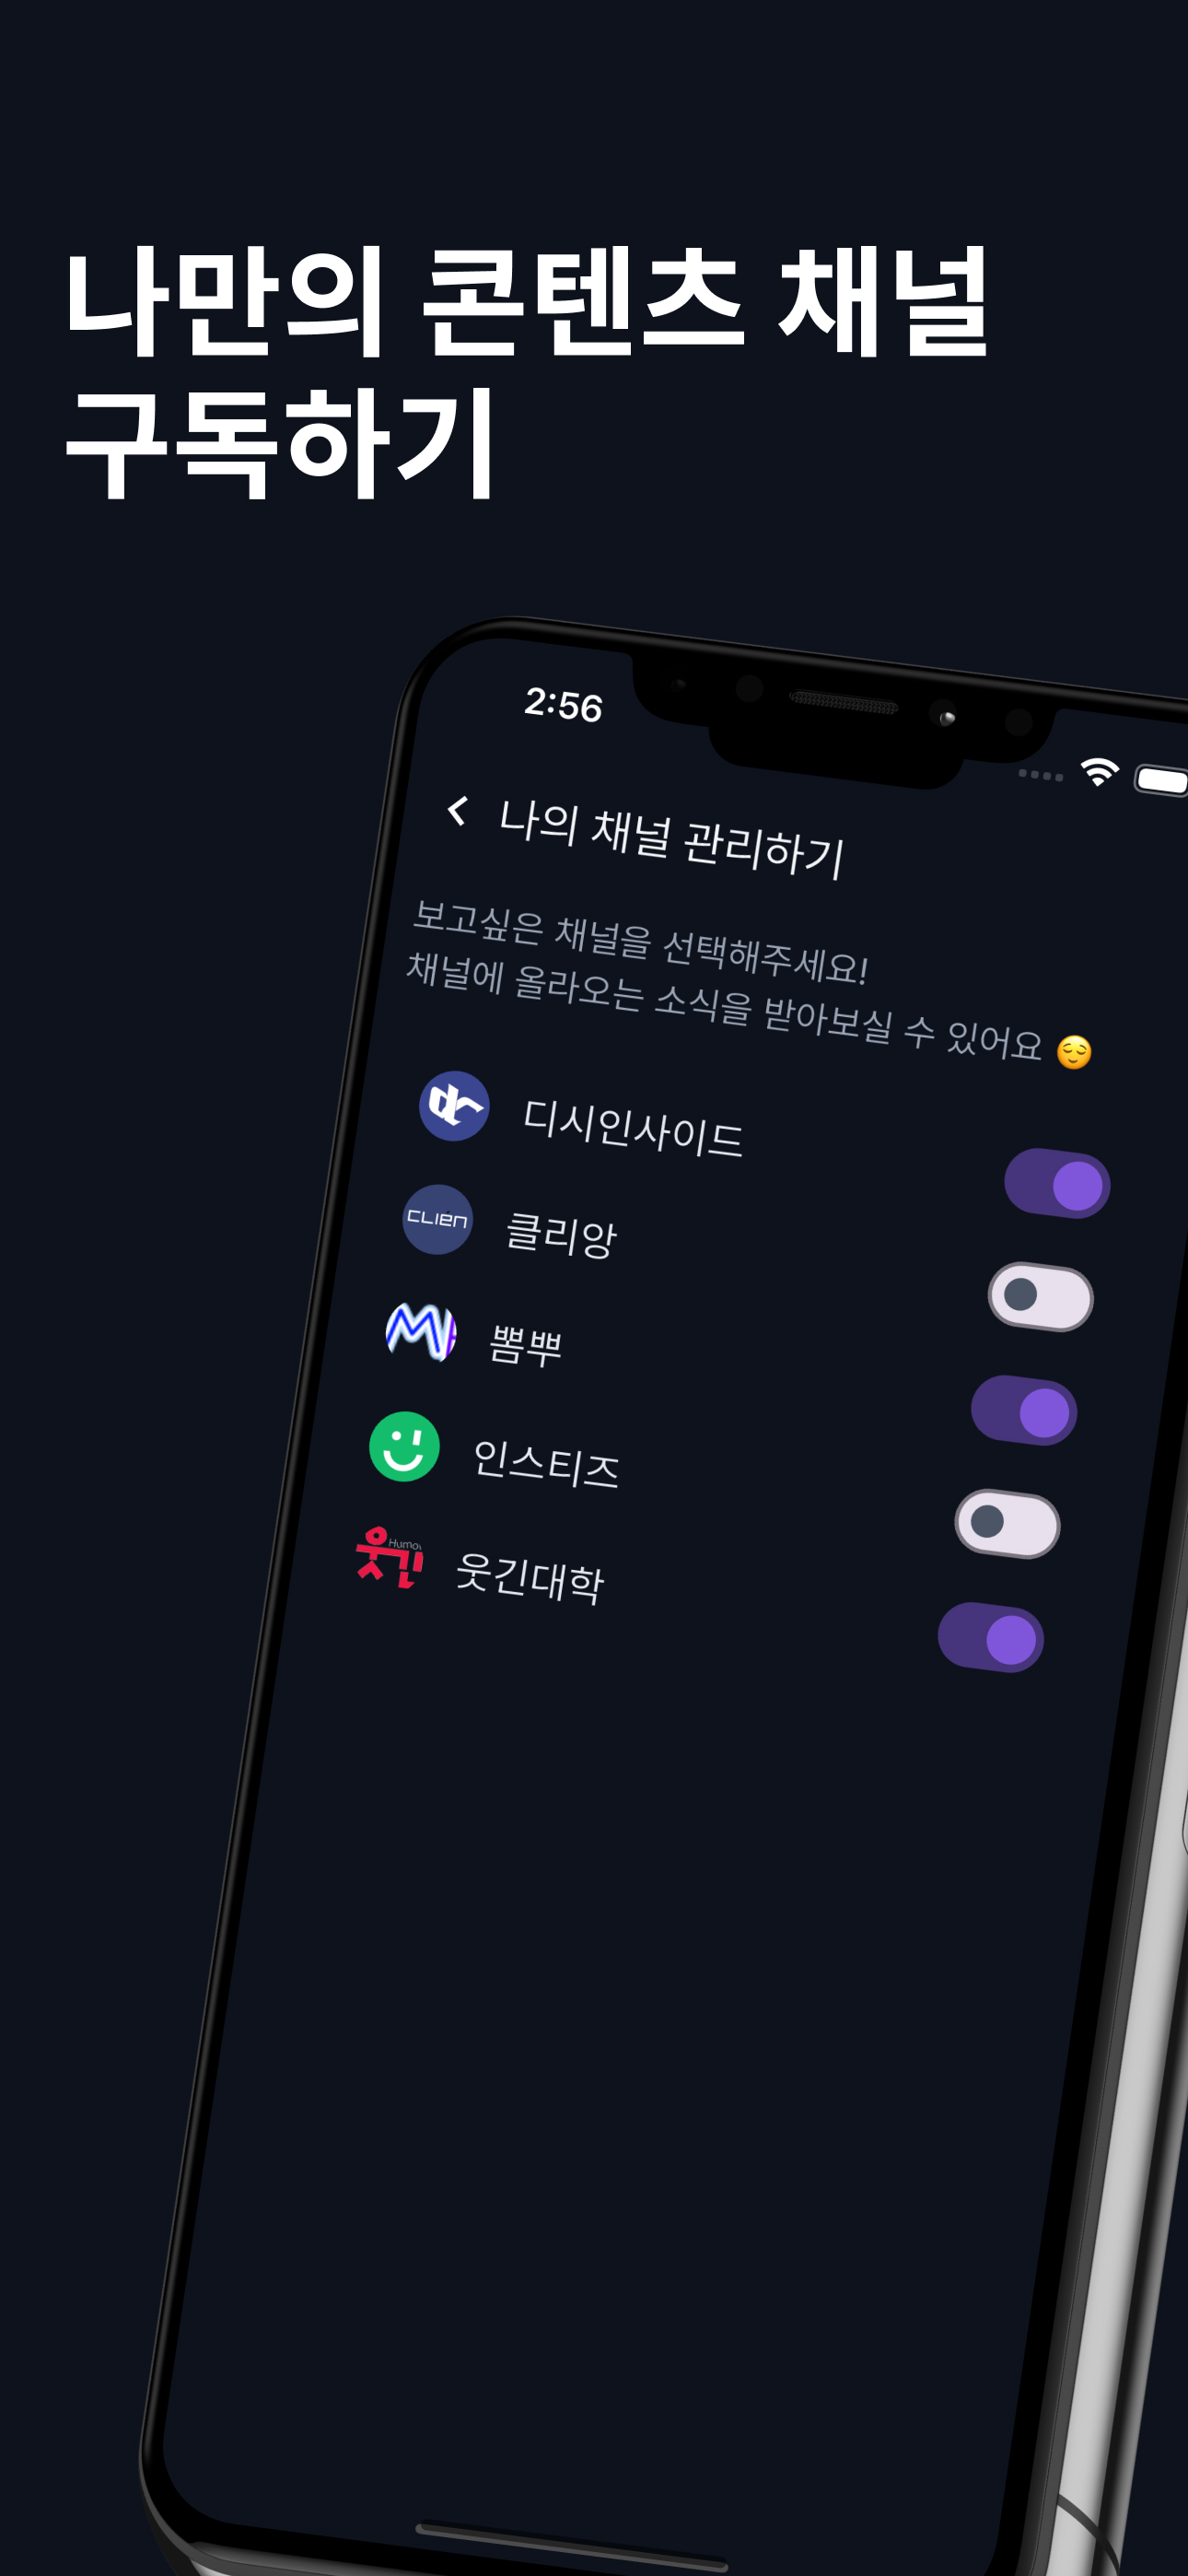 나만의 콘텐츠 채널
구독하기
2:56
나의 채널 관리하기
보고싶은 채널을 선택해주세요!
채널에 올라오는 소식을 받아보실 수 있어요 😌
dc 디시인사이드
CLIEN 클리앙
뽐뿌
인스티즈
Humor
웃긴 웃긴대학